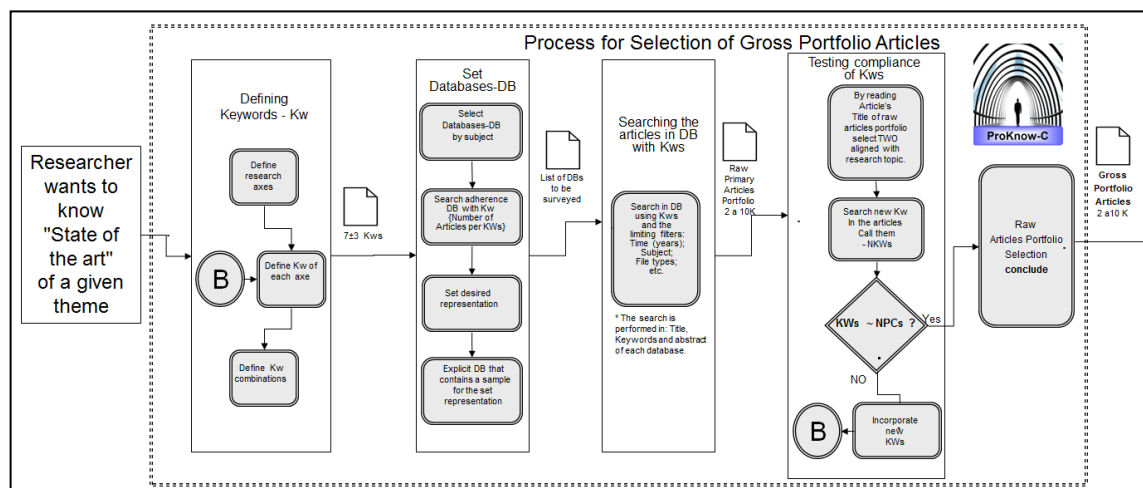 Process for Selection of Gross Portfolio Articles
Researcher
wants to
know
"State of
the art"
of a given
theme
Defining
Keywords - Kw
Define
research
axes
B
Define Kw of
each axe
Define Kw
combinations
7±3 Kws
Set
Databases-DB
Select
Databases-DB
by subject
Search adherence
DB with Kw
{Number of
Articles per KWs}
Set desired
representation
Explicit DB that
contains a sample
for the set
representation
List of DBs
to be
surveyed
Searching the
articles in DB
with Kws
Search in DB
using Kws
and the
limiting filters:
Time (years);
Subject;
File types;
etc.
* The search is
performed in: Title,
Keywords and abstract
of each database.
Raw
Primary
Articles
Portfolio
2 a 10K
Testing compliance
of Kws
By reading
Article's
Title of raw
articles portfolio
select TWO
aligned with
research topic.
Search new Kw
In the articles
Call them
- NKWs
KWs ~ NPCs ?
Yes
NO
Incorporate
new
KWs
B
ProKnow-C
Raw
Articles Portfolio
Selection
conclude
Gross
Portfolio
Articles
2 a10K